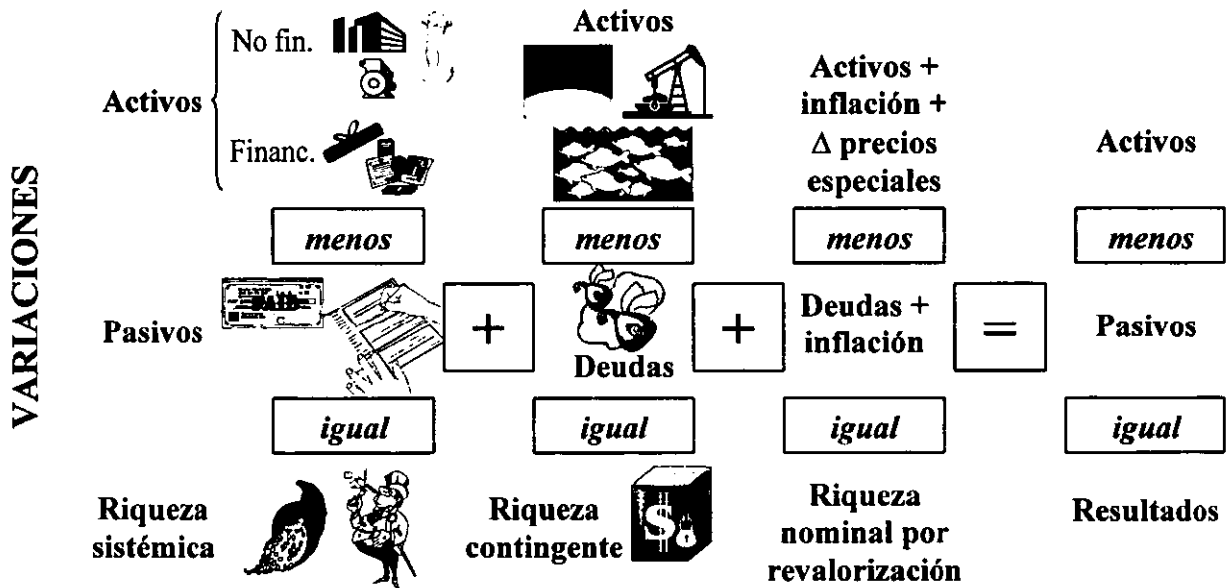 VARIACIONES
Activos
No fin.
Financ.
Activos
Activos +
inflación +
Δ precios
especiales
Activos
menos
menos
menos
menos
Pasivos
PAID
+
Deudas
+
Deudas +
inflación
=
Pasivos
igual
igual
igual
igual
Riqueza
sistémica
Riqueza
contingente
$
Riqueza
nominal por
revalorización
Resultados